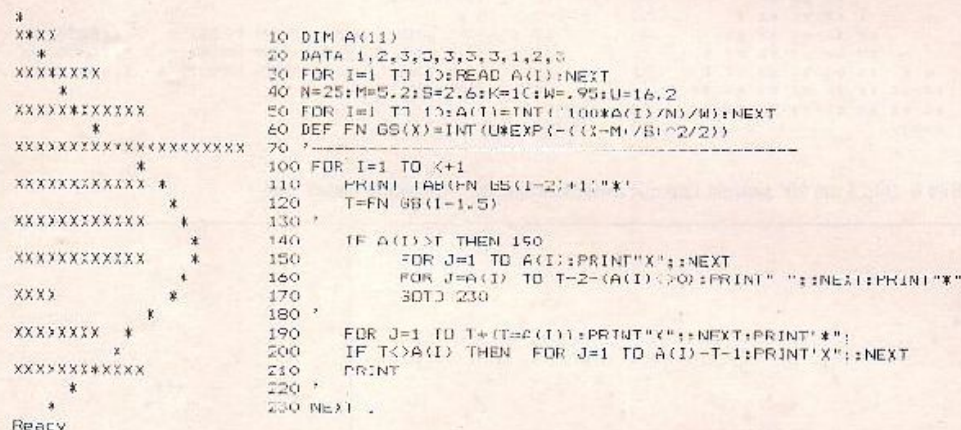 *
X*XX 10 DIM A(11)
* 20 DATA 1,2,3,5,3,3,3,1,2,3
XXX*XXXX 30 FOR I=1 TO 10:READ A(I):NEXT
* 40 N=25:M=5.2:S=2.6:K=10:W=.95:U=16.2
XXXXX*XXXXXX 50 FOR I=1 TO 10:A(I)=INT((100*A(I)/N)/W):NEXT
* 60 DEF FN GS(X)=INT(U*EXP(-((X-M)/S)^2/2))
XXXXXXXXXX*XXXXXXXXXX 70 '----------------------------------------
* 100 FOR I=1 TO K+1
XXXXXXXXXXXX * 110 PRINT TAB(FN GS(I-2)+1)"*"
* 120 T=FN GS(I-1.5)
XXXXXXXXXXXX * 130 '
* 140 IF A(I)>T THEN 190
XXXXXXXXXXXX * 150 FOR J=1 TO A(I):PRINT"X";:NEXT
* 160 FOR J=A(I) TO T-2-(A(I)<>0):PRINT" ";:NEXT:PRINT"*"
XXXX * 170 GOTO 230
* 180 '
XXXXXXXX * 190 FOR J=1 TO T+(T=A(I)):PRINT"X";:NEXT:PRINT"*";
* 200 IF T<>A(I) THEN FOR J=1 TO A(I)-T-1:PRINT"X";:NEXT
XXXXXXX*XXXX 210 PRINT
* 220 '
* 230 NEXT
Ready